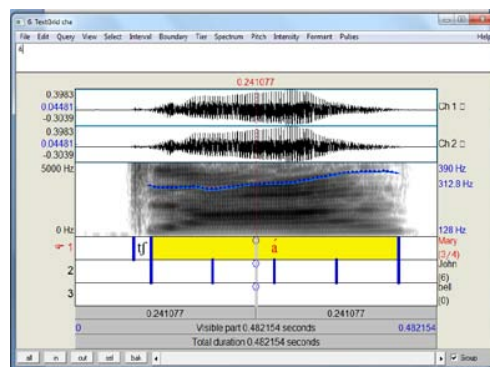 6. TextGrid cha
File Edit Query View Select Interval Boundary Tier Spectrum Pitch Intensity Formant Pulses Help
0.241077
0.3983
0.04481
-0.3039
Ch 1
0.3983
0.04481
-0.3039
Ch 2
5000 Hz
390 Hz
312.8 Hz
0 Hz
128 Hz
1
tʃ
á
Mary
(3/4)
2
John
(6)
3
bell
(0)
0.241077 0.241077
0 Visible part 0.482154 seconds 0.482154
Total duration 0.482154 seconds
all in out sel bak Group